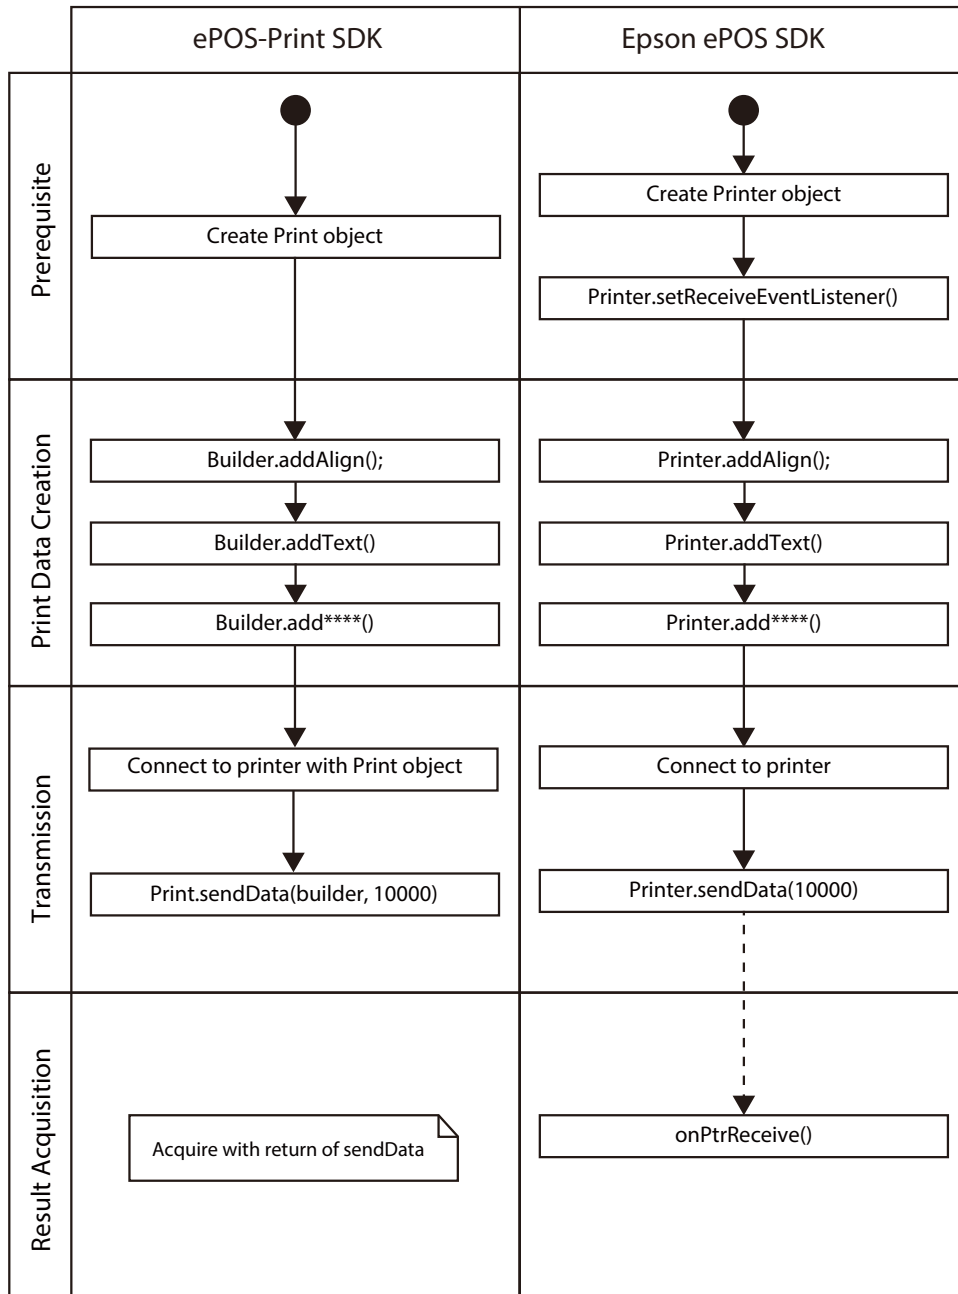 ePOS-Print SDK
Epson ePOS SDK
Prerequisite
Create Print object
Create Printer object
Printer.setReceiveEventListener()
Print Data Creation
Builder.addAlign();
Builder.addText()
Builder.add****()
Printer.addAlign();
Printer.addText()
Printer.add****()
Transmission
Connect to printer with Print object
Print.sendData(builder, 10000)
Connect to printer
Printer.sendData(10000)
Result Acquisition
Acquire with return of sendData
onPtrReceive()